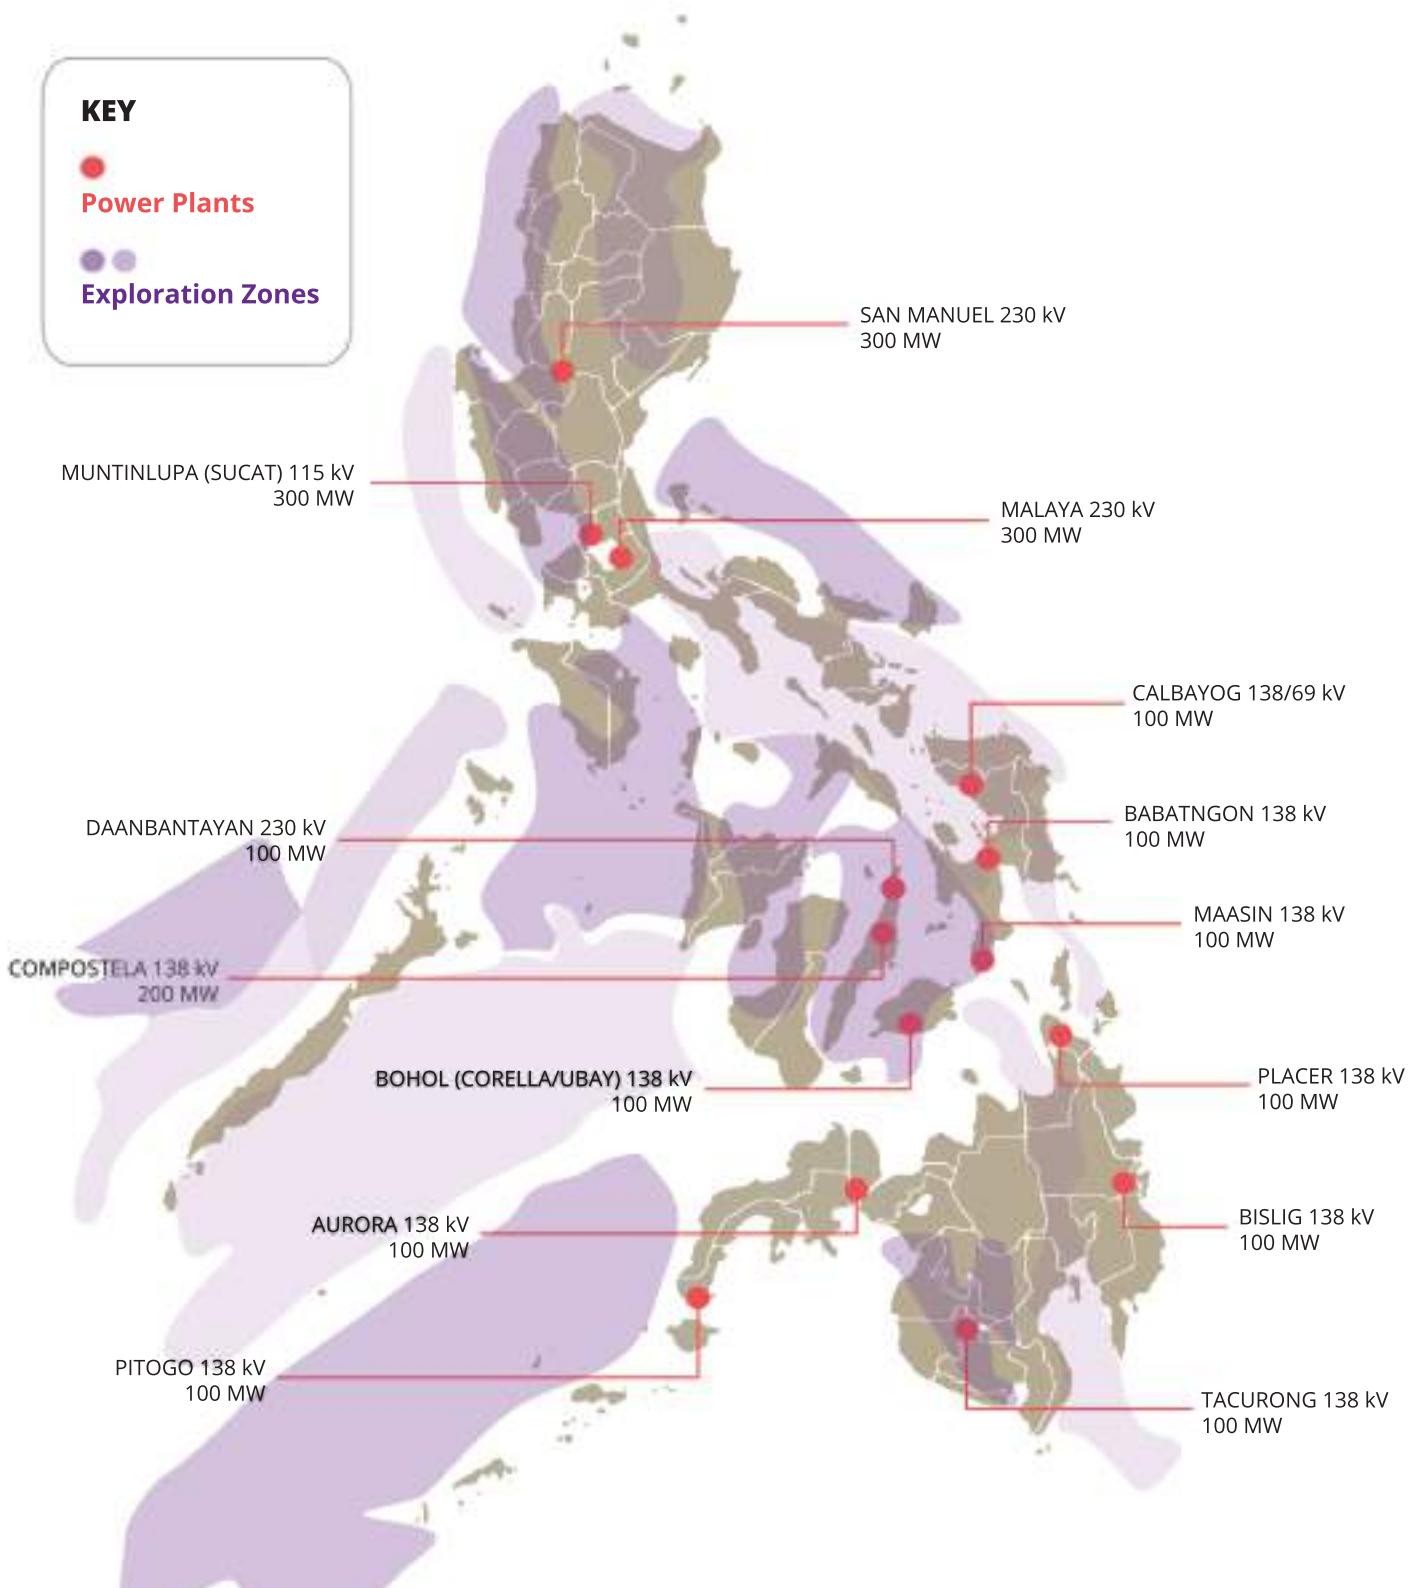 KEY
Power Plants
Exploration Zones
SAN MANUEL 230 kV
300 MW
MUNTINLUPA (SUCAT) 115 kV
300 MW
MALAYA 230 kV
300 MW
CALBAYOG 138/69 kV
100 MW
BABATNGON 138 kV
100 MW
DAANBANTAYAN 230 kV
100 MW
MAASIN 138 kV
100 MW
COMPOSTELA 138 kV
200 MW
BOHOL (CORELLA/UBAY) 138 kV
100 MW
PLACER 138 kV
100 MW
AURORA 138 kV
100 MW
BISLIG 138 kV
100 MW
PITOGO 138 kV
100 MW
TACURONG 138 kV
100 MW